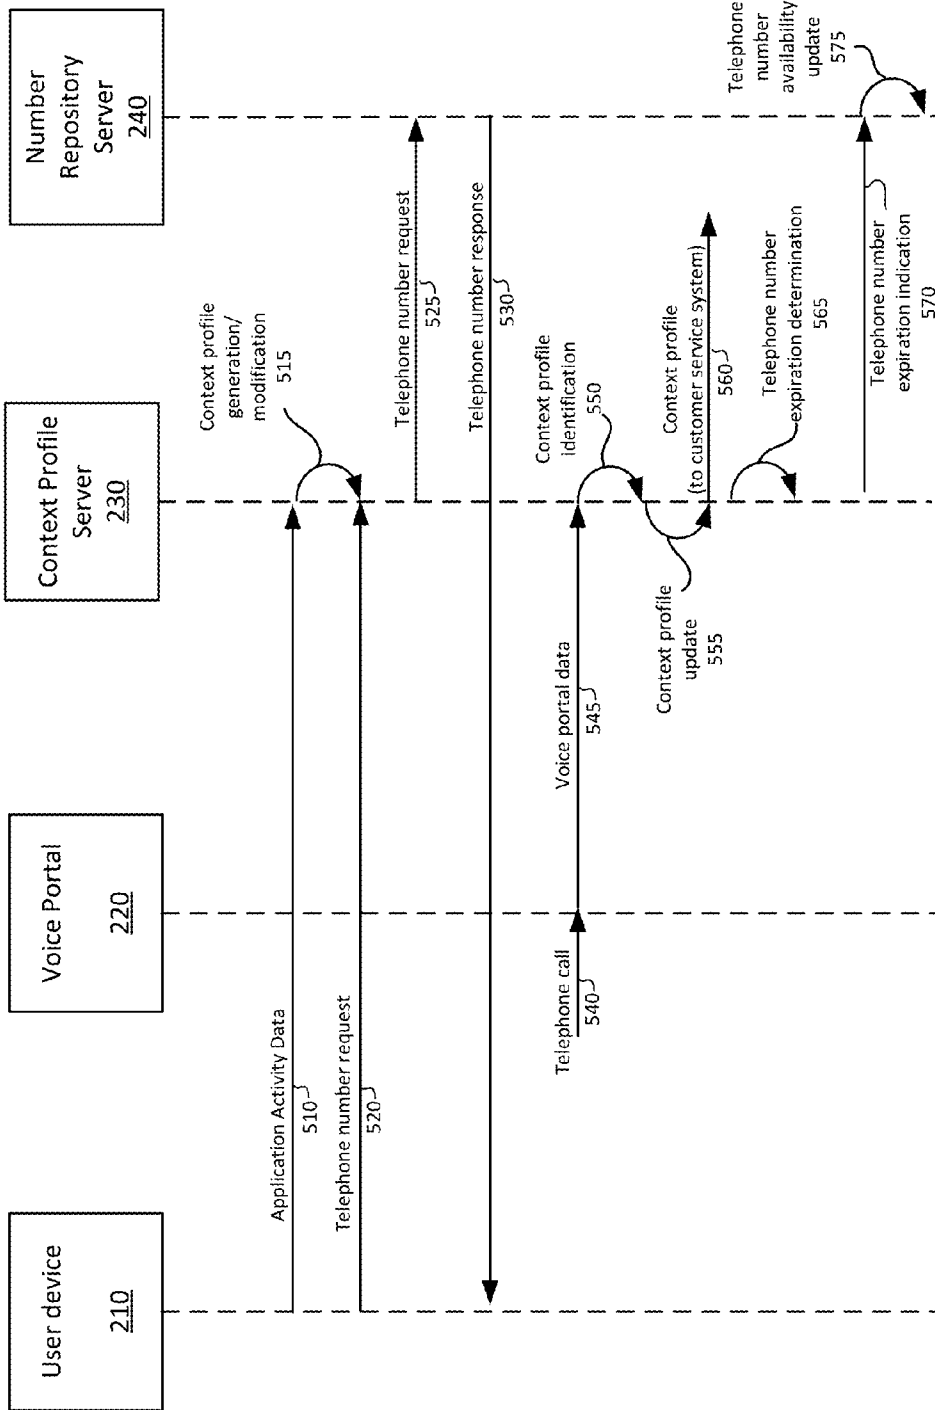 User device
210
Voice Portal
220
Context Profile
Server
230
Number
Repository
Server
240
Application Activity Data
510
Context profile
generation/
modification
515
Telephone number request
520
Telephone number request
525
Telephone number response
530
Telephone call
540
Voice portal data
545
Context profile
identification
550
Context profile
update
555
Context profile
(to customer service system)
560
Telephone number
expiration determination
565
Telephone number
expiration indication
570
Telephone
number
availability
update
575